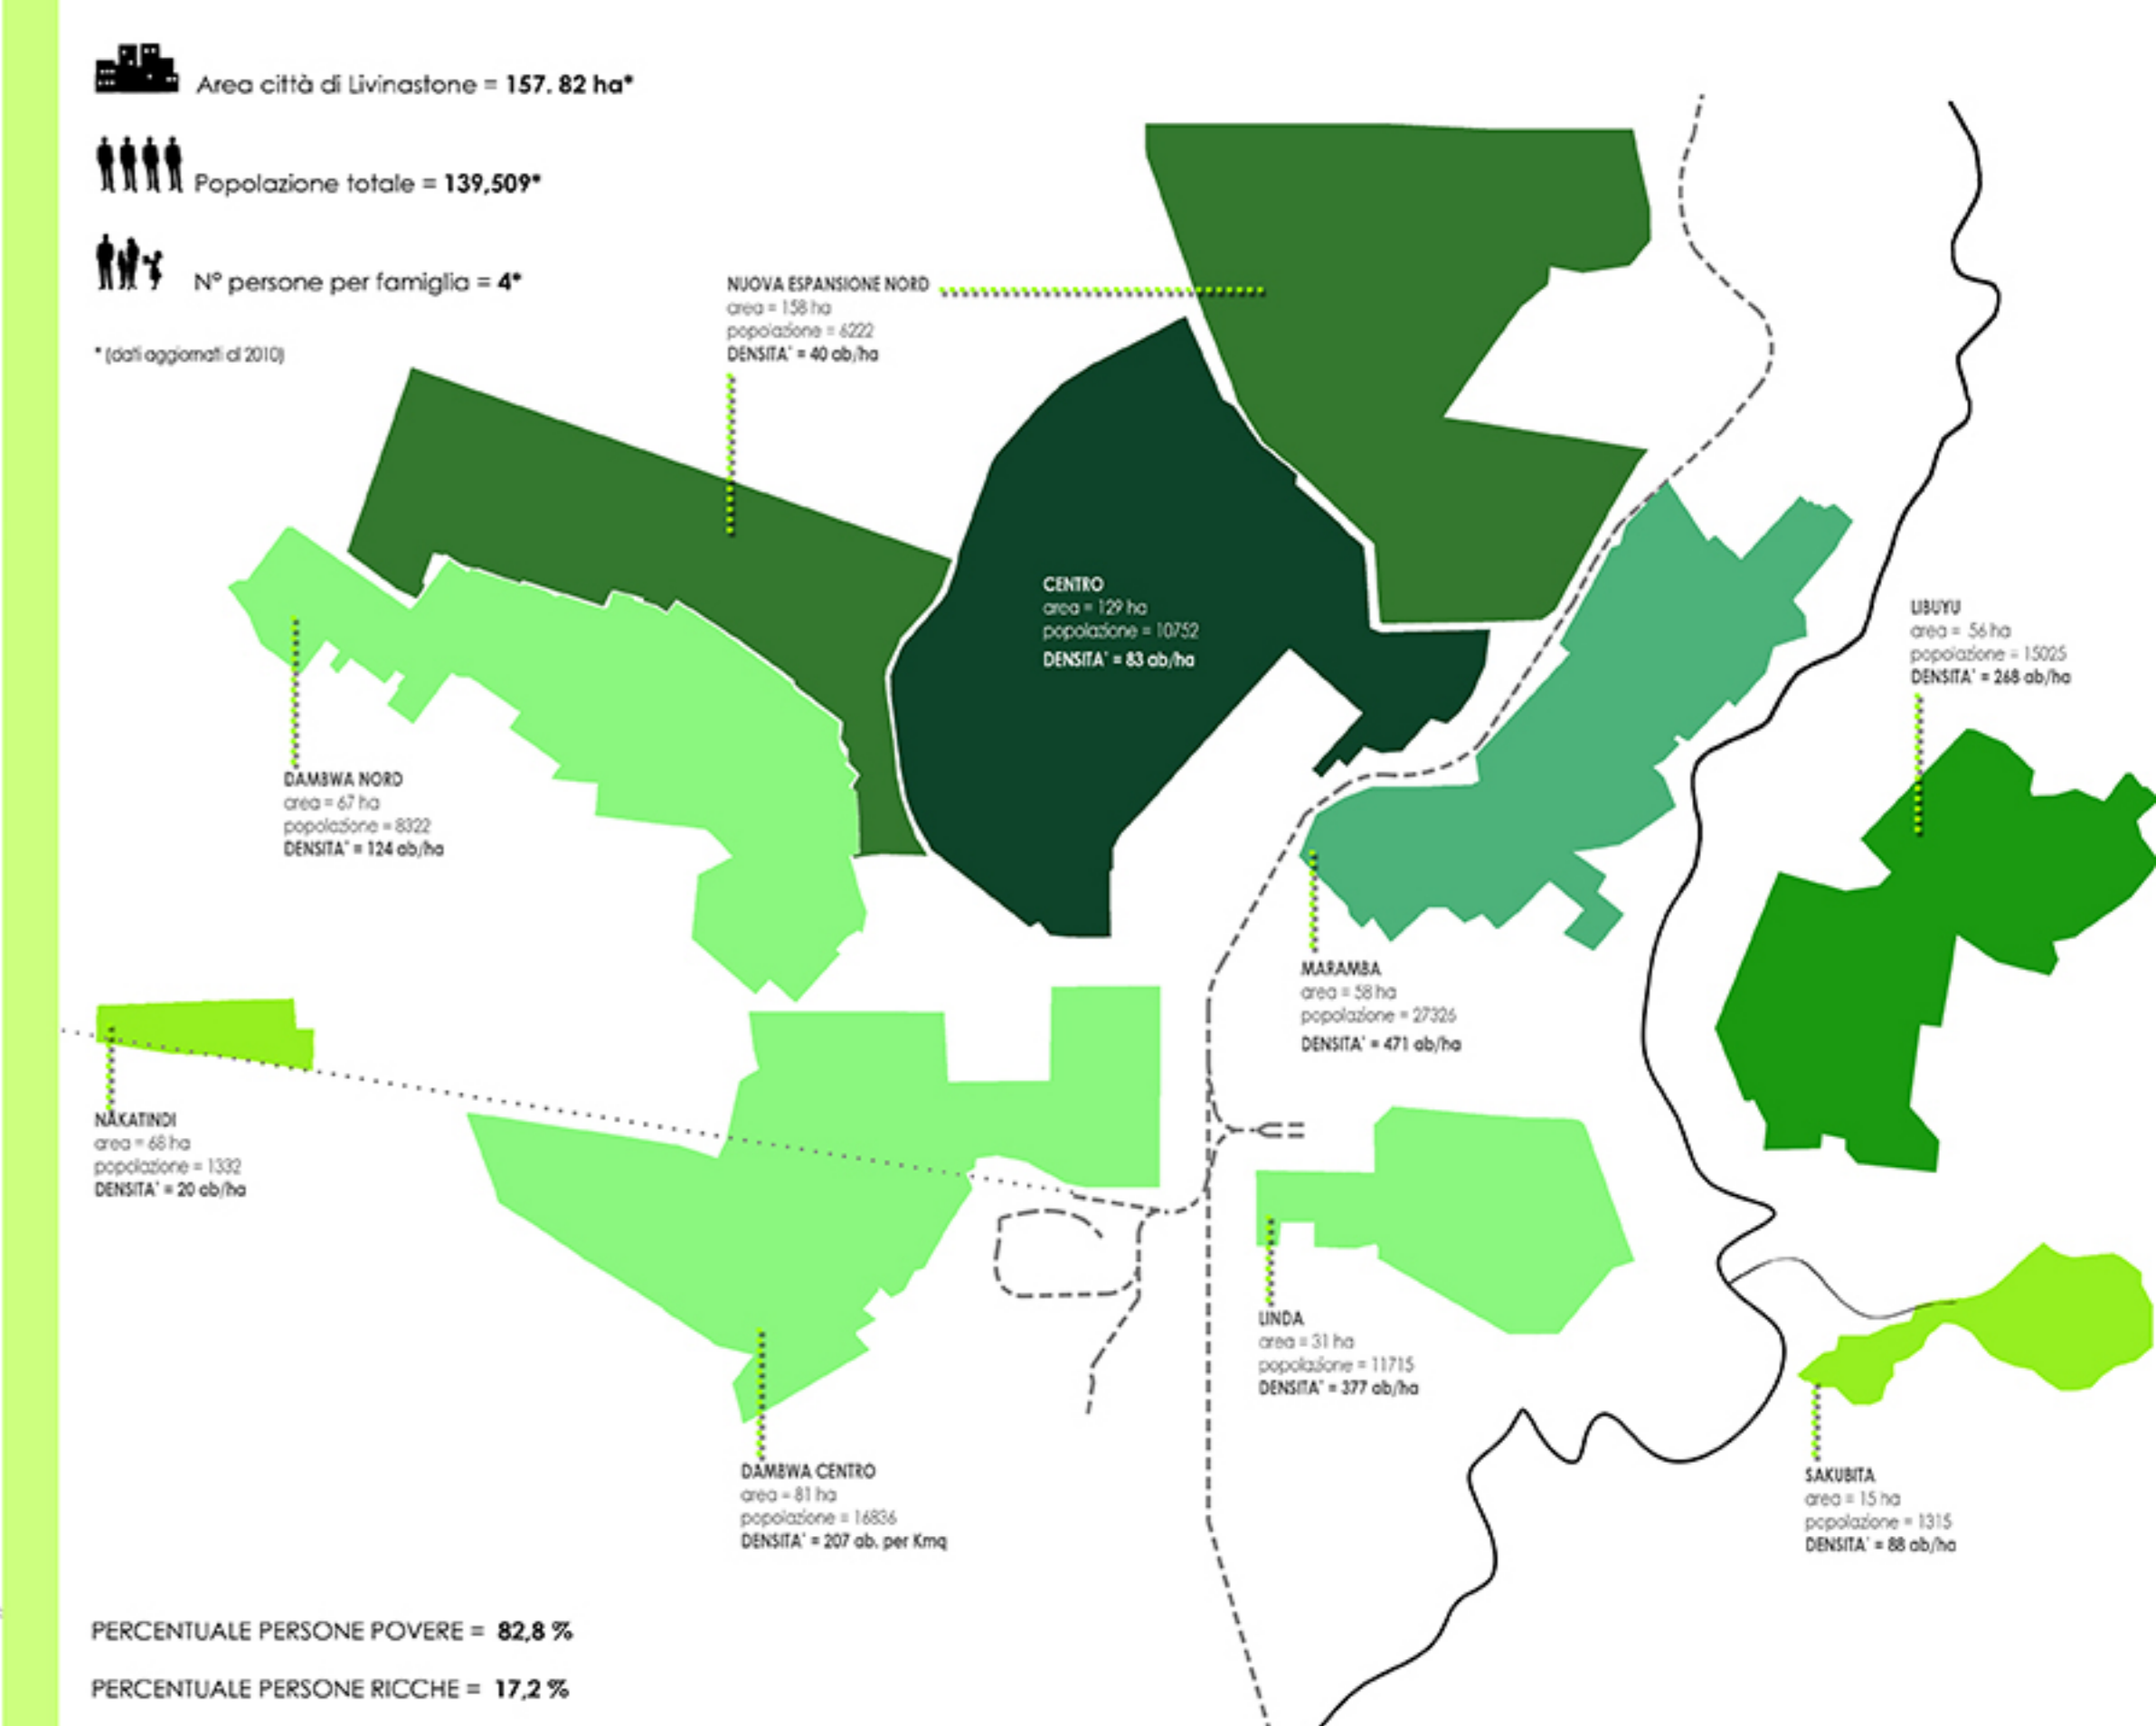 Area città di Livinastone = 157. 82 ha*
Popolazione totale = 139,509*
N° persone per famiglia = 4*
* (dati aggiornati al 2010)
NUOVA ESPANSIONE NORD
area = 158 ha
popolazione = 6222
DENSITA' = 40 ab/ha
CENTRO
area = 129 ha
popolazione = 10752
DENSITA' = 83 ab/ha
LIBUYU
area = 56 ha
popolazione = 15025
DENSITA' = 268 ab/ha
DAMBWA NORD
area = 67 ha
popolazione = 8322
DENSITA' = 124 ab/ha
MARAMBA
area = 58 ha
popolazione = 27326
DENSITA' = 471 ab/ha
NAKATINDI
area = 68 ha
popolazione = 1332
DENSITA' = 20 ab/ha
LINDA
area = 31 ha
popolazione = 11715
DENSITA' = 377 ab/ha
DAMBWA CENTRO
area = 81 ha
popolazione = 16836
DENSITA' = 207 ab. per Kmq
SAKUBITA
area = 15 ha
popolazione = 1315
DENSITA' = 88 ab/ha
PERCENTUALE PERSONE POVERE = 82,8 %
PERCENTUALE PERSONE RICCHE = 17,2 %